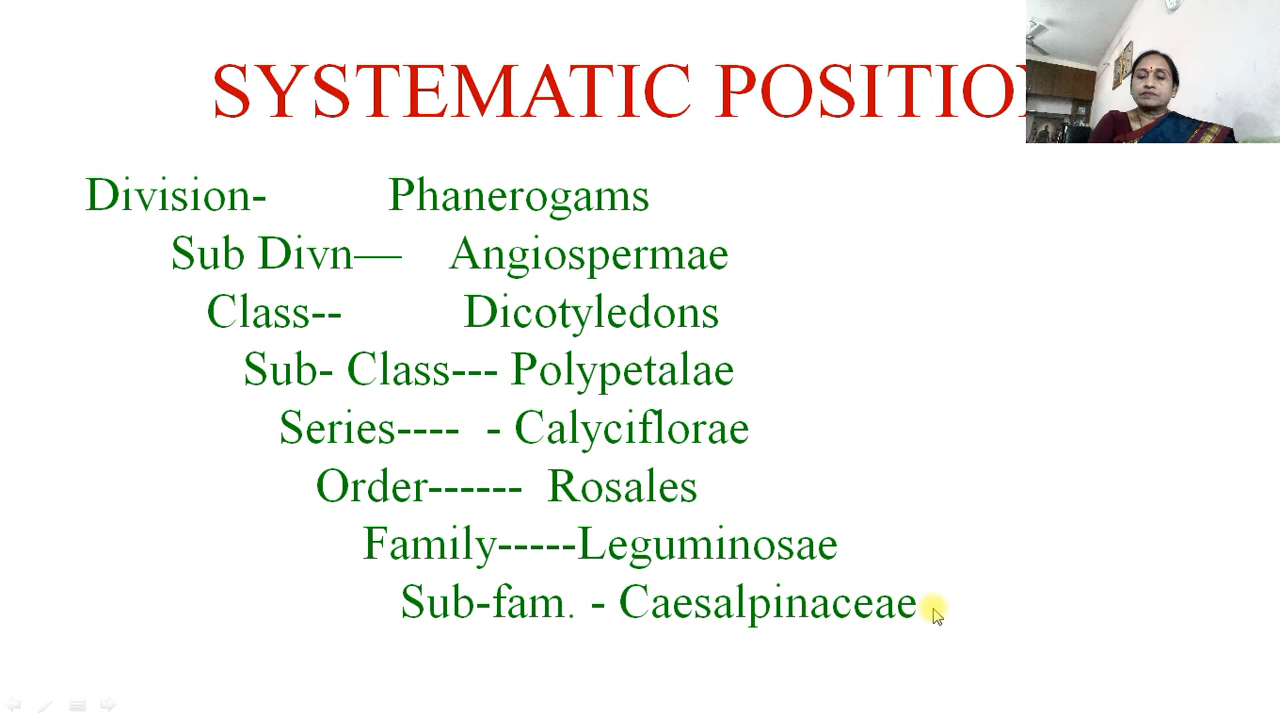 SYSTEMATIC POSITIO
Division- Phanerogams
Sub Divn— Angiospermae
Class-- Dicotyledons
Sub- Class--- Polypetalae
Series---- - Calyciflorae
Order------ Rosales
Family-----Leguminosae
Sub-fam. - Caesalpinaceae